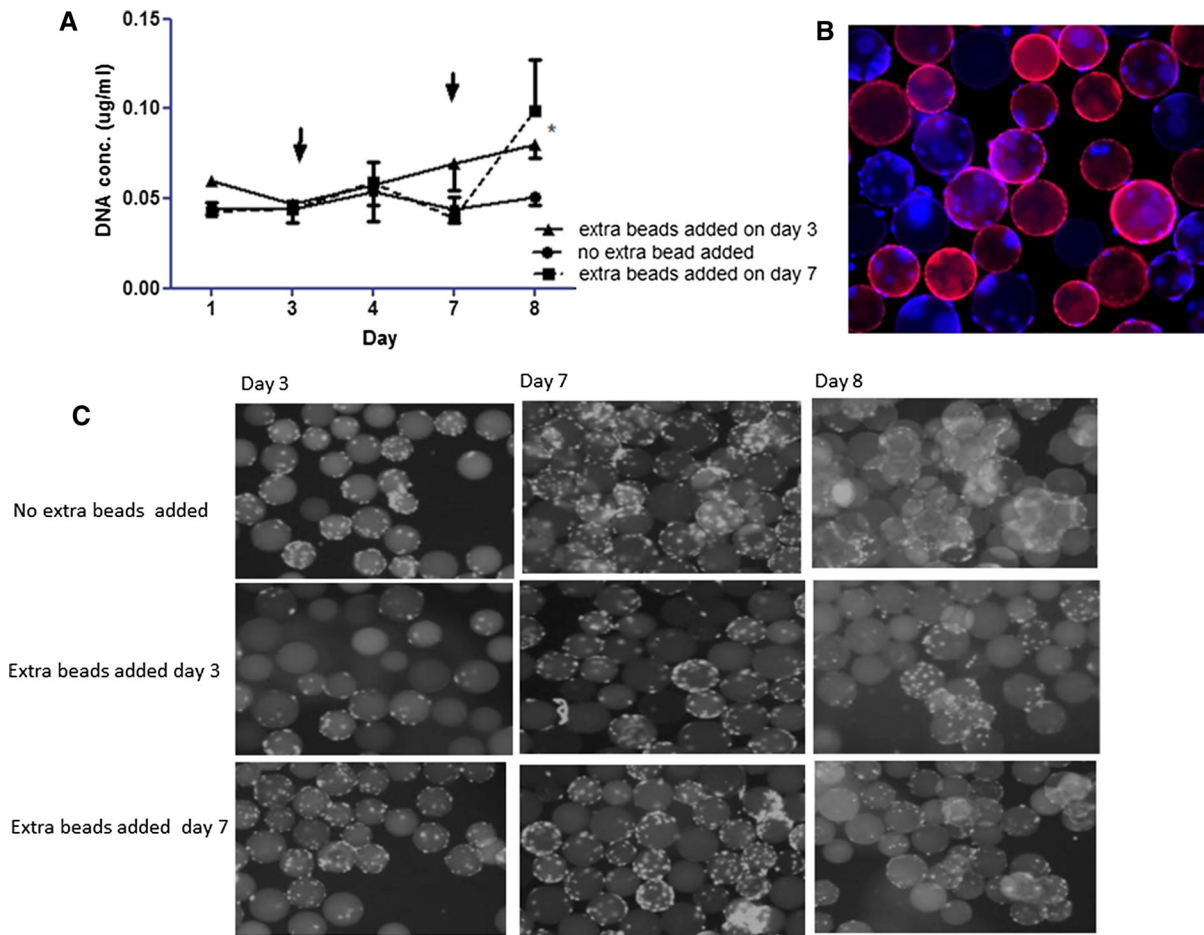 A
B
0.15
0.10
0.05
0.00
DNA conc. (ug/ml)
*
extra beads added on day 3
no extra bead added
extra beads added on day 7
1 3 4 7 8
Day
C
Day 3 Day 7 Day 8
No extra beads added
Extra beads added day 3
Extra beads added day 7